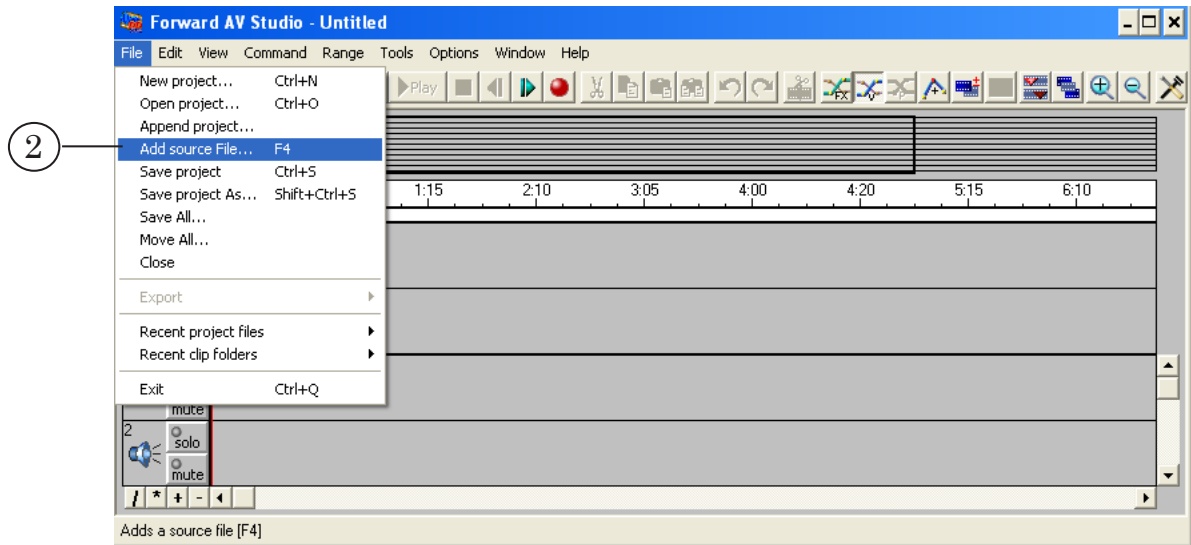 Forward AV Studio - Untitled
File Edit View Command Range Tools Options Window Help
New project... Ctrl+N
Open project... Ctrl+O
Append project...
Add source File... F4
Save project Ctrl+S
Save project As... Shift+Ctrl+S
Save All...
Move All...
Close
Export
Recent project files
Recent clip folders
Exit Ctrl+Q
2
Play
FX V P
1:15 2:10 3:05 4:00 4:20 5:15 6:10
mute
2 solo
mute
/ * + -
Adds a source file [F4]